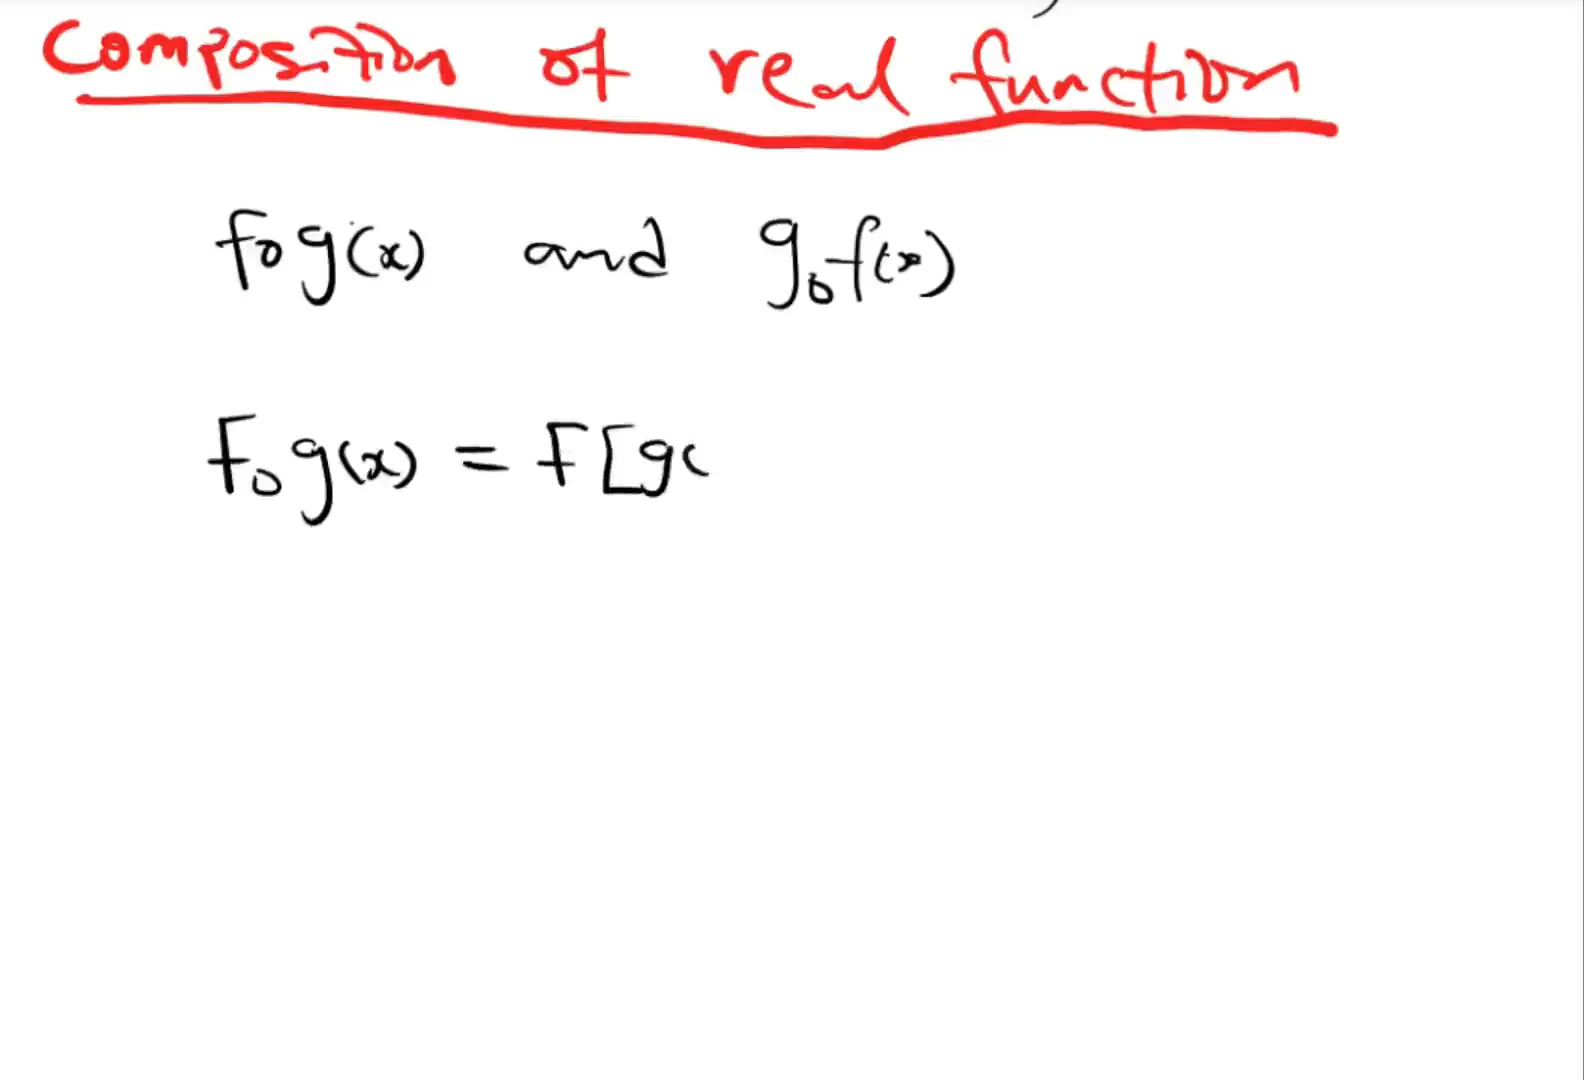 Composition of real function
fog(x) and gof(x)
Fog(x) = F[g(